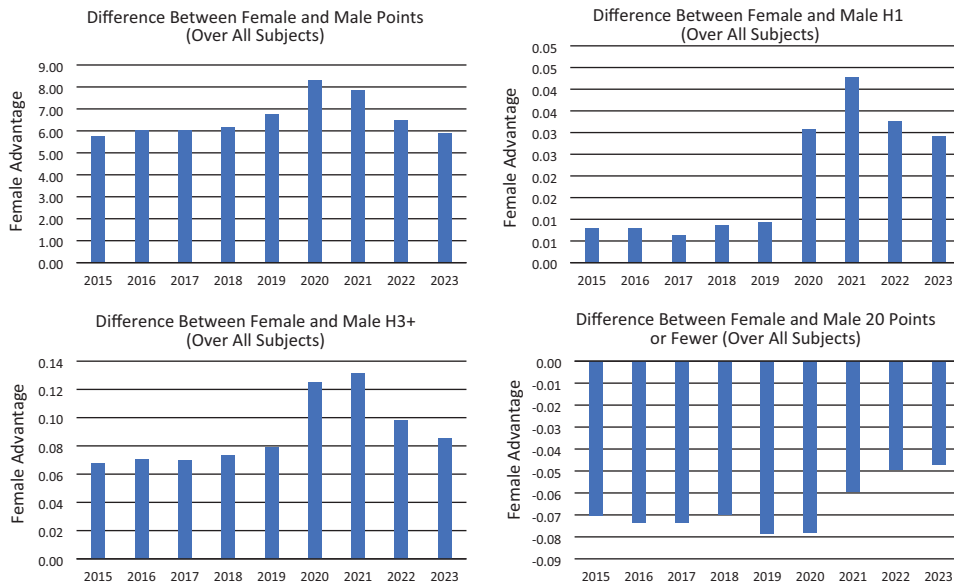 Difference Between Female and Male Points
(Over All Subjects)
Female Advantage
9.00
8.00
7.00
6.00
5.00
4.00
3.00
2.00
1.00
0.00
2015 2016 2017 2018 2019 2020 2021 2022 2023
Difference Between Female and Male H1
(Over All Subjects)
Female Advantage
0.05
0.05
0.04
0.04
0.03
0.03
0.02
0.02
0.01
0.01
0.00
2015 2016 2017 2018 2019 2020 2021 2022 2023
Difference Between Female and Male H3+
(Over All Subjects)
Female Advantage
0.14
0.12
0.10
0.08
0.06
0.04
0.02
0.00
2015 2016 2017 2018 2019 2020 2021 2022 2023
Difference Between Female and Male 20 Points
or Fewer (Over All Subjects)
Female Advantage
0.00
-0.01
-0.02
-0.03
-0.04
-0.05
-0.06
-0.07
-0.08
-0.09
2015 2016 2017 2018 2019 2020 2021 2022 2023